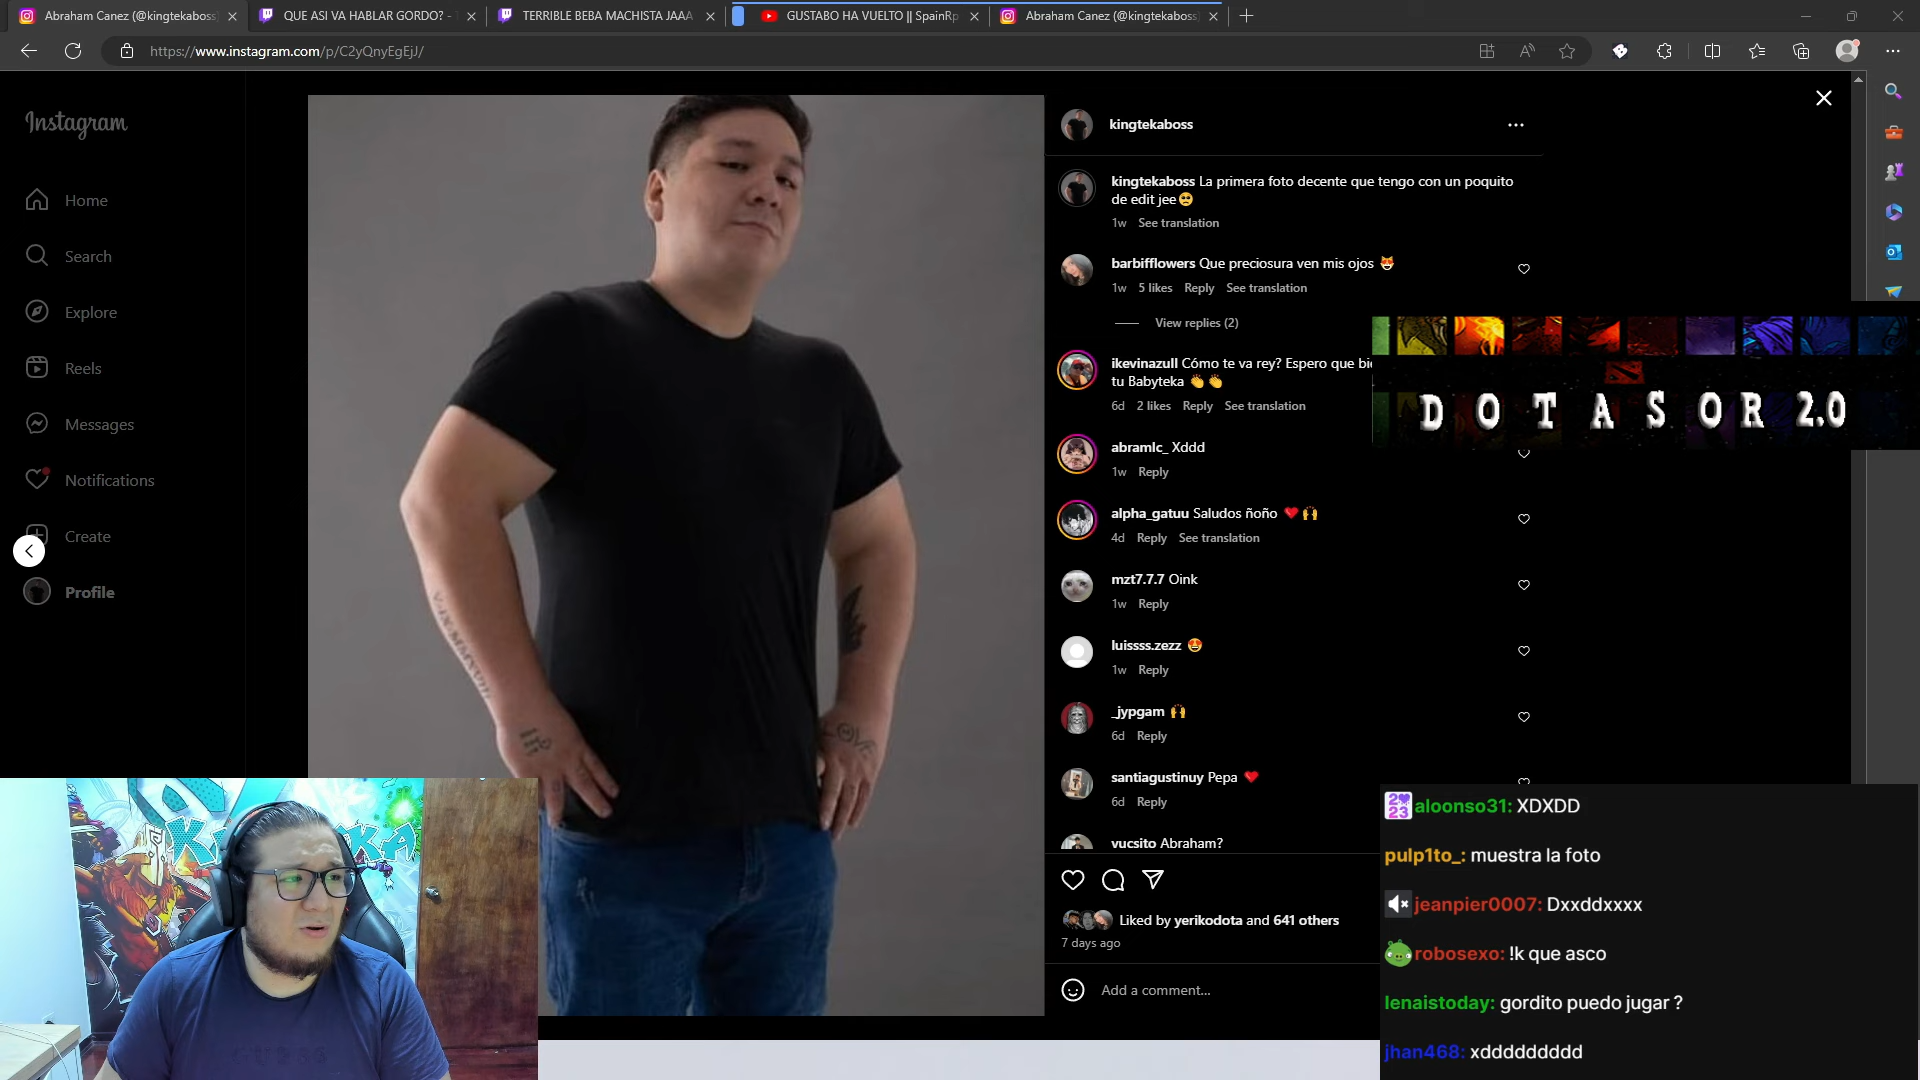 Abraham Canez (@kingtekaboss
QUE ASI VA HABLAR GORDO? -
TERRIBLE BEBA MACHISTA JAAA
GUSTABO HA VUELTO || SpainRp
Abraham Canez (@kingtekaboss
https://www.instagram.com/p/C2yQnyEgEjJ/
Instagram
Home
Search
Explore
Reels
Messages
Notifications
Create
Profile
kingtekaboss
kingtekaboss La primera foto decente que tengo con un poquito
de edit jee🥺
1w See translation
barbifflowers Que preciosura ven mis ojos 😻
1w 5 likes Reply See translation
View replies (2)
ikevinazull Cómo te va rey? Espero que bi
tu Babyteka 👏👏
6d 2 likes Reply See translation
abramlc_ Xddd
1w Reply
alpha_gatuu Saludos ñoño ❤️🙌
4d Reply See translation
mzt7.7.7 Oink
1w Reply
luissss.zezz 🤩
1w Reply
_jypgam 🙌
6d Reply
santiagustinuy Pepa ❤️
6d Reply
vucsito Abraham?
Liked by yerikodota and 641 others
7 days ago
Add a comment...
DOTASOR 2.0
aloonso31: XDXDD
pulp1to_: muestra la foto
jeanpier0007: Dxxddxxxx
robosexo: !k que asco
lenaistoday: gordito puedo jugar ?
jhan468: xddddddddd
LOVE